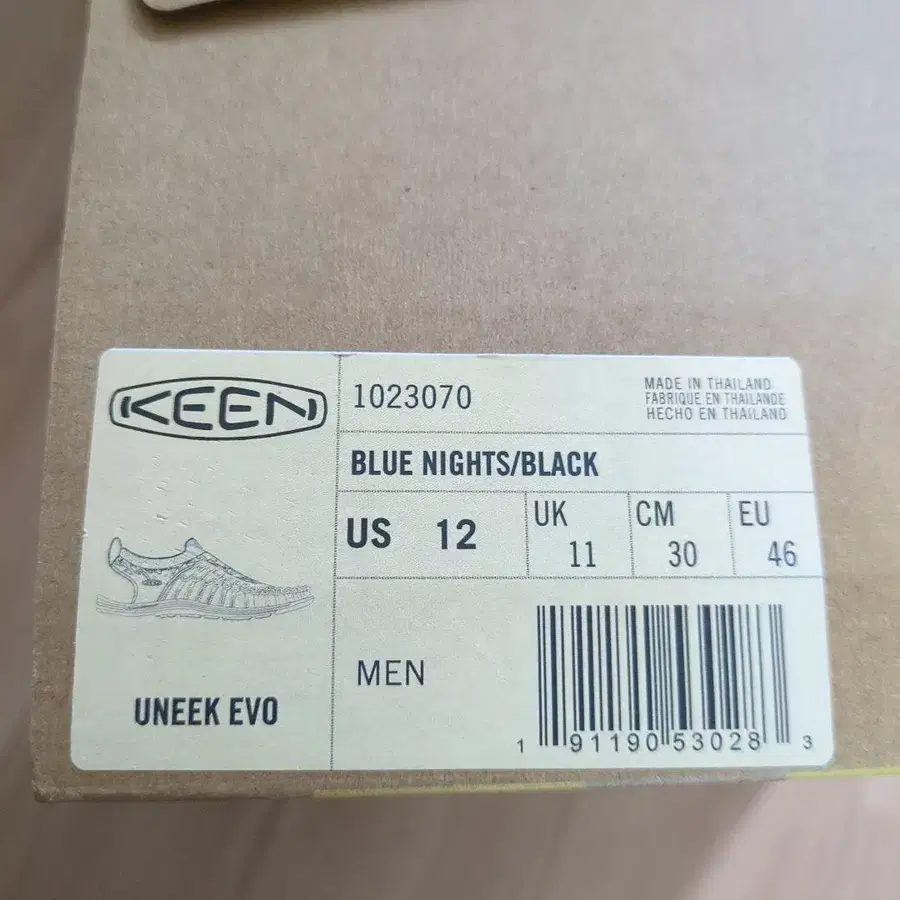 KEEN
1023070
MADE IN THAILAND
FABRIQUE EN THAILANDE
HECHO EN THAILAND
BLUE NIGHTS/BLACK
US 12
UK 11
CM 30
EU 46
UNEEK EVO
MEN
1 91190 53028 3